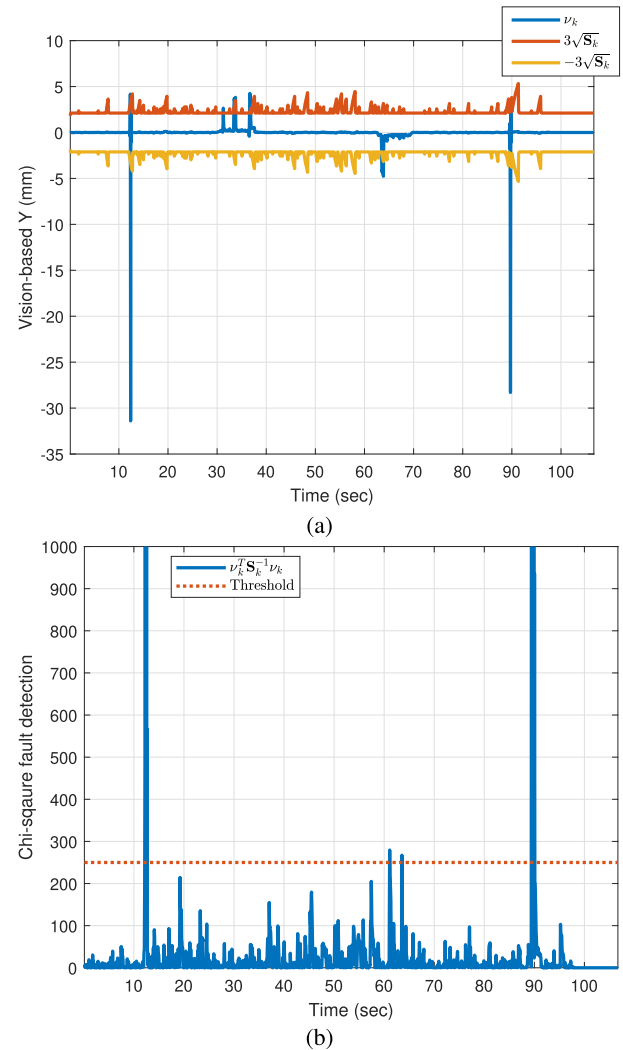 ν_k
3√S_k
−3√S_k
10
5
0
-5
-10
-15
-20
-25
-30
-35
Vision-based Y (mm)
10 20 30 40 50 60 70 80 90 100
Time (sec)
(a)
1000
900
800
700
600
500
400
300
200
100
0
Chi-sqaure fault detection
ν_k^T S_k^{-1} ν_k
Threshold
10 20 30 40 50 60 70 80 90 100
Time (sec)
(b)